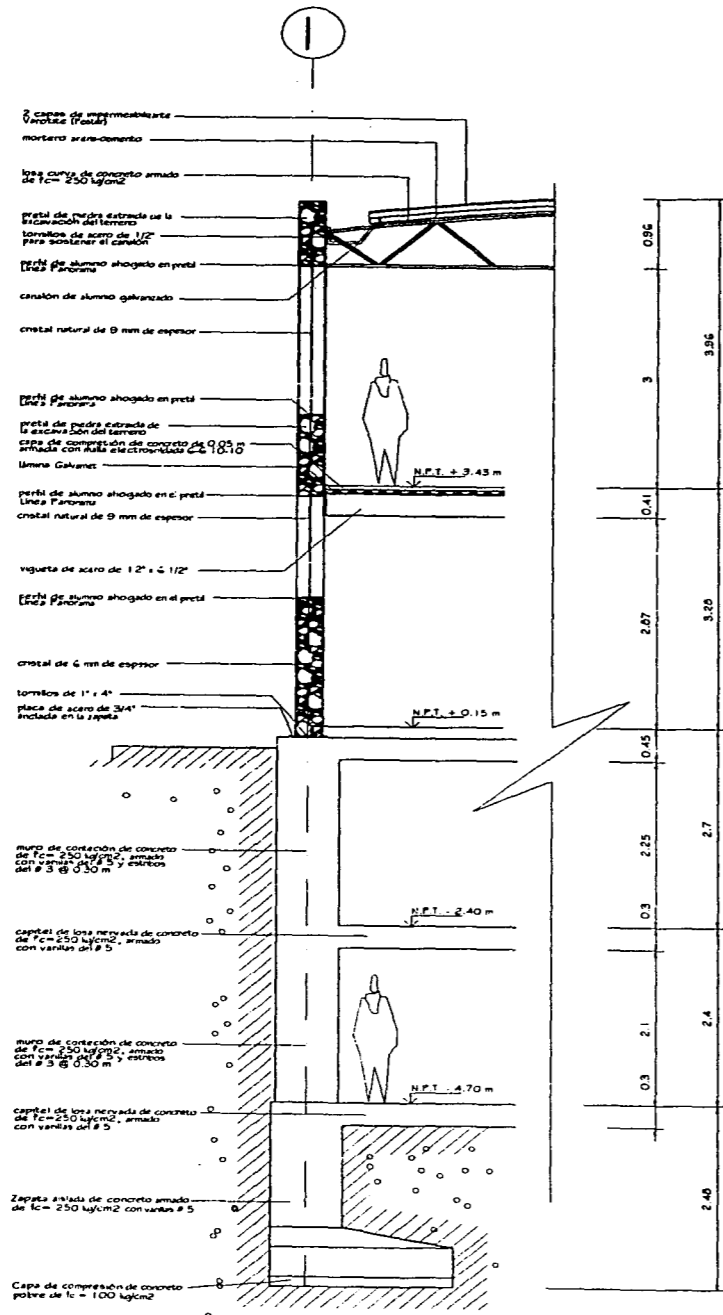 I
2 capas de impermeabilizante
mortero arena-cemento
losa curva de concreto armado
de f'c= 250 kg/cm2
pretil de piedra extraida de la
excavación del terreno
tornillos de acero de 1/2"
para sostener el canalón
perfil de aluminio ahogado en pretil
Línea Panorama
canalón de aluminio galvanizado
cristal natural de 9 mm de espesor
perfil de aluminio ahogado en pretil
Línea Panorama
pretil de piedra extraida de
la excavación del terreno
capa de compresión de concreto de 0.05 m
armada con malla electrosoldada 6-6 10-10
lámina Galvamet
perfil de aluminio ahogado en el pretil
Línea Panorama
cristal natural de 9 mm de espesor
vigueta de acero de 12" x 6 1/2"
perfil de aluminio ahogado en el pretil
Línea Panorama
cristal de 6 mm de espesor
tornillos de 1" x 4"
placa de acero de 3/4"
anclada en la zapata
muro de contención de concreto
de f'c= 250 kg/cm2, armado
con varillas del # 5 y estribos
del # 3 @ 0.30 m
capitel de losa nervada de concreto
de f'c=250 kg/cm2, armado
con varillas del # 5
muro de contención de concreto
de f'c= 250 kg/cm2, armado
con varillas del # 5 y estribos
del # 3 @ 0.30 m
capitel de losa nervada de concreto
de f'c=250 kg/cm2, armado
con varillas del # 5
Zapata aislada de concreto armado
de f'c= 250 kg/cm2 con varillas # 5
Capa de compresión de concreto
pobre de f'c = 100 kg/cm2
N.P.T. + 3.43 m
N.P.T. + 0.15 m
N.P.T. - 2.40 m
N.P.T. - 4.70 m
0.96
3
0.41
2.87
0.45
2.25
0.3
2.1
0.3
3.96
3.28
2.7
2.4
2.48